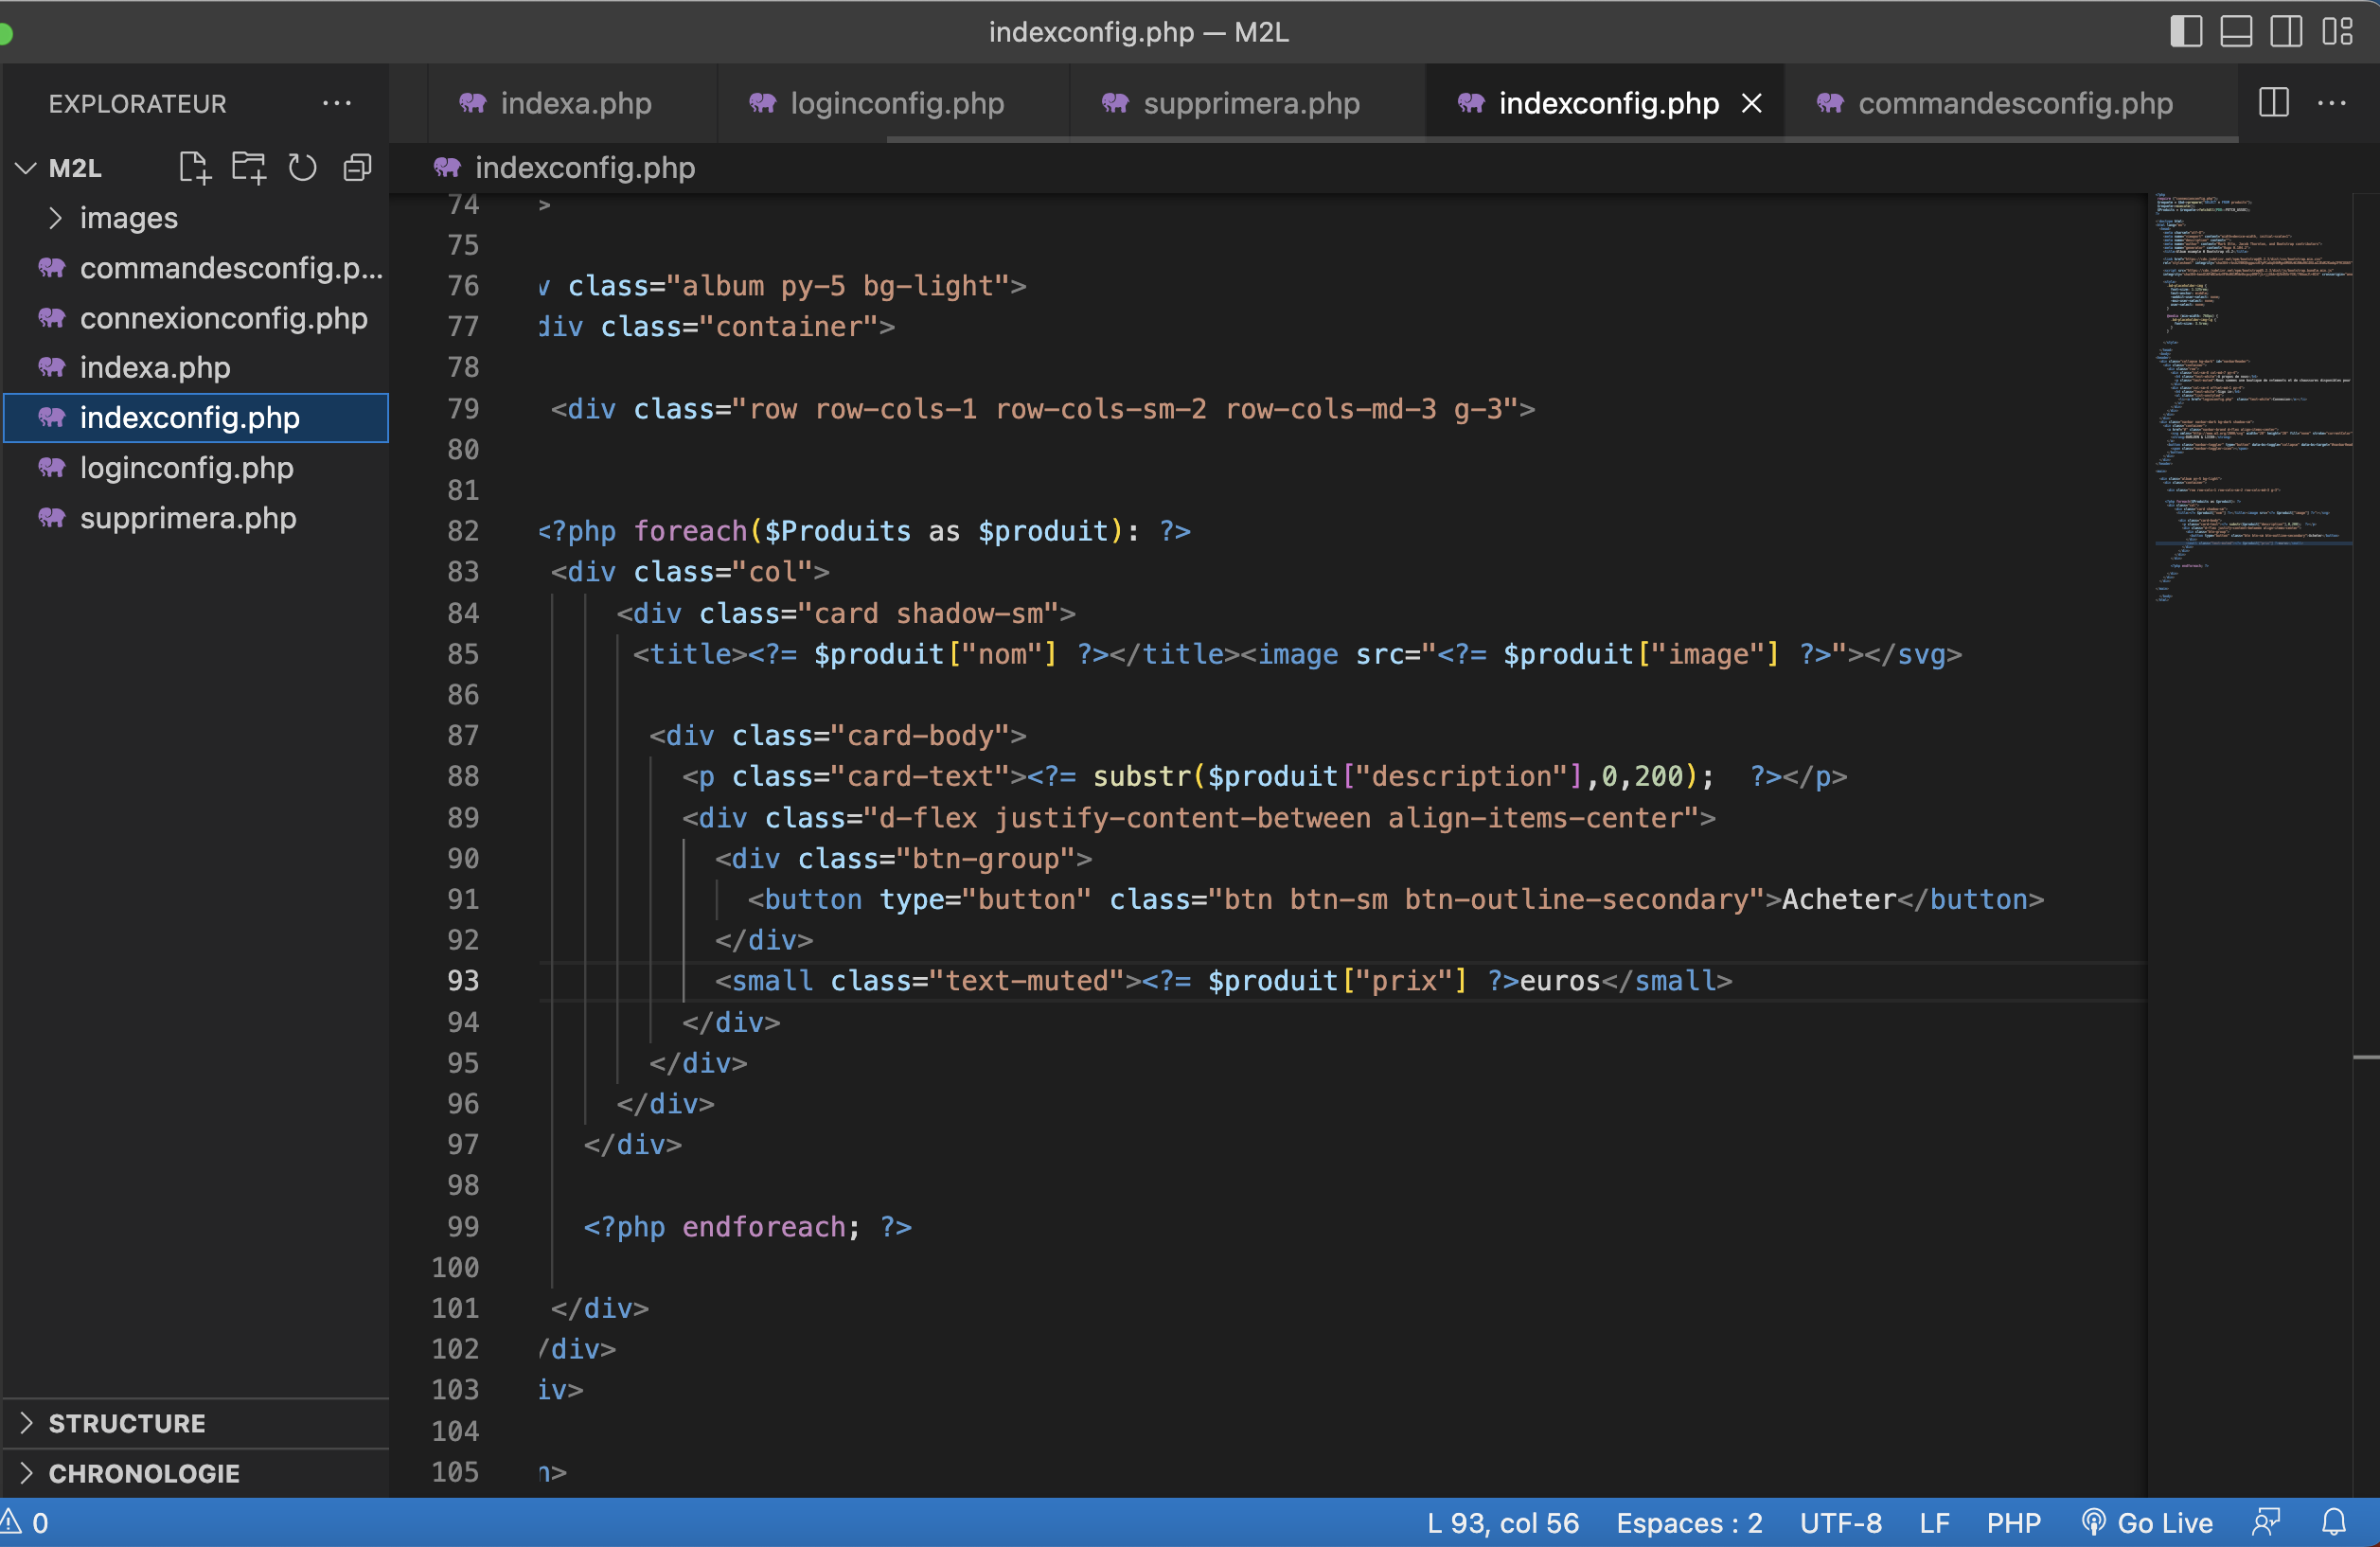 indexconfig.php — M2L
EXPLORATEUR
indexa.php
loginconfig.php
supprimera.php
indexconfig.php
commandesconfig.php
M2L
indexconfig.php
images
commandesconfig.p...
connexionconfig.php
indexa.php
indexconfig.php
loginconfig.php
supprimera.php
74 >
75
76 v class="album py-5 bg-light">
77 div class="container">
78
79 <div class="row row-cols-1 row-cols-sm-2 row-cols-md-3 g-3">
80
81
82 <?php foreach($Produits as $produit): ?>
83 <div class="col">
84 <div class="card shadow-sm">
85 <title><?= $produit["nom"] ?></title><image src="<?= $produit["image"] ?>"></svg>
86
87 <div class="card-body">
88 <p class="card-text"><?= substr($produit["description"],0,200);  ?></p>
89 <div class="d-flex justify-content-between align-items-center">
90 <div class="btn-group">
91 <button type="button" class="btn btn-sm btn-outline-secondary">Acheter</button>
92 </div>
93 <small class="text-muted"><?= $produit["prix"] ?>euros</small>
94 </div>
95 </div>
96 </div>
97 </div>
98
99 <?php endforeach; ?>
100
101 </div>
102 /div>
103 iv>
104
105 n>
STRUCTURE
CHRONOLOGIE
0
L 93, col 56
Espaces : 2
UTF-8
LF
PHP
Go Live